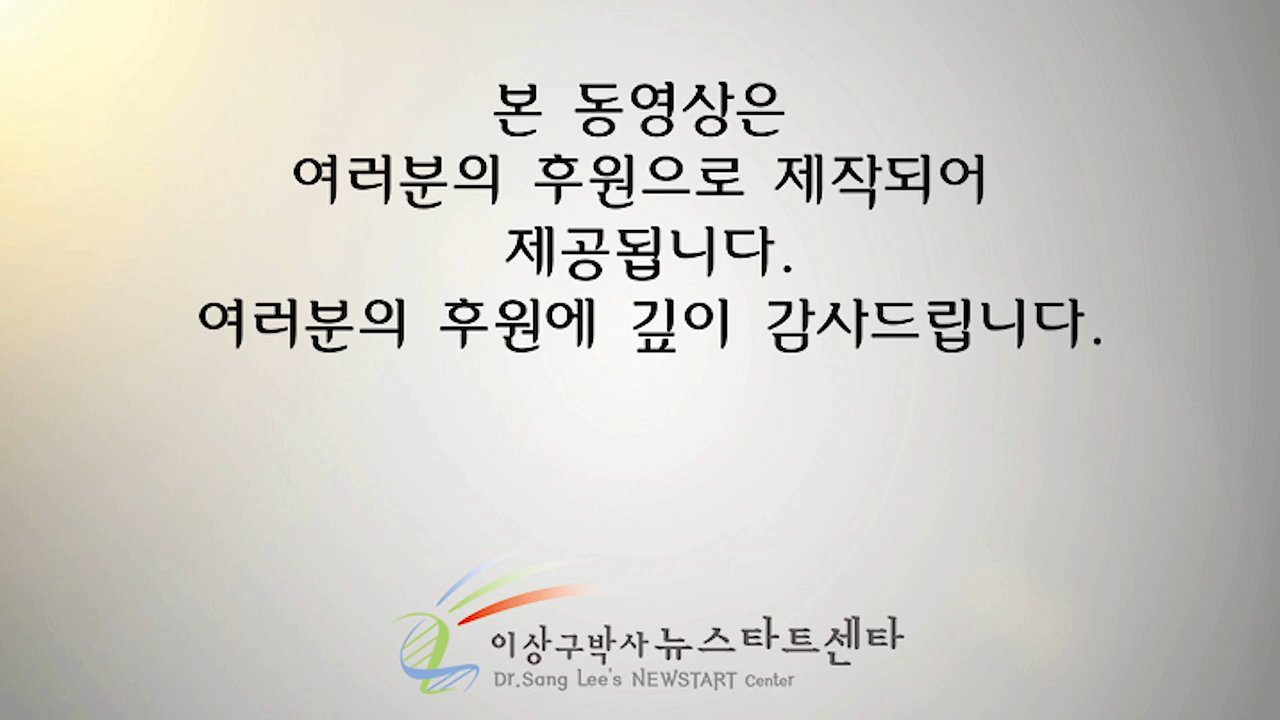 본 동영상은
여러분의 후원으로 제작되어
제공됩니다.
여러분의 후원에 깊이 감사드립니다.
이상구박사 뉴스타트센타
Dr.Sang Lee's NEWSTART Center